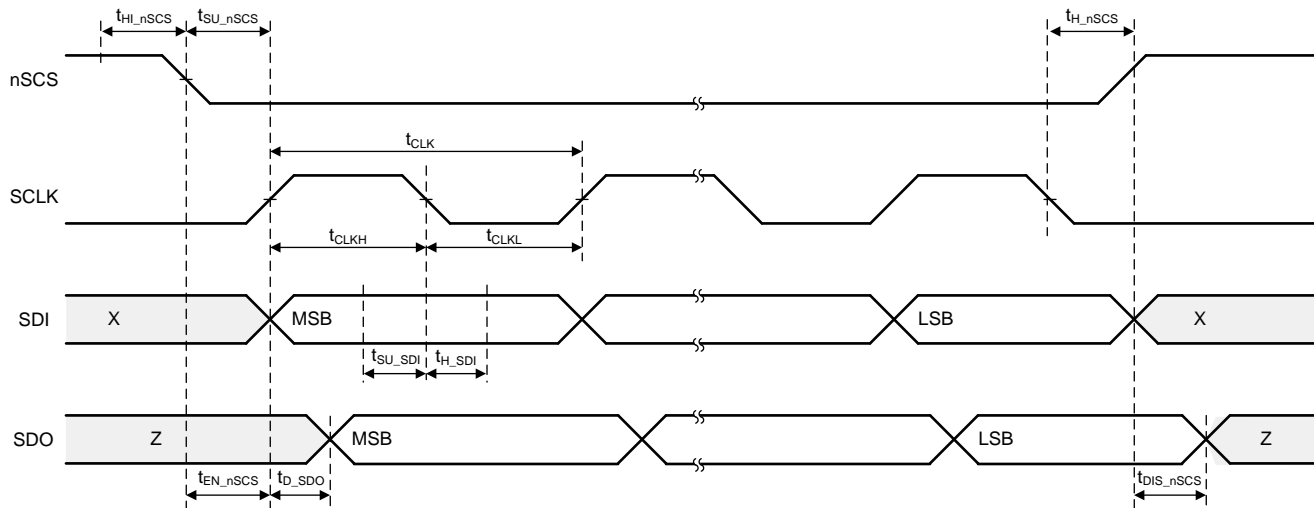 tHI_nSCS tSU_nSCS tH_nSCS
nSCS
tCLK
SCLK
tCLKH tCLKL
SDI X MSB LSB X
tSU_SDI tH_SDI
SDO Z MSB LSB Z
tEN_nSCS tD_SDO tDIS_nSCS